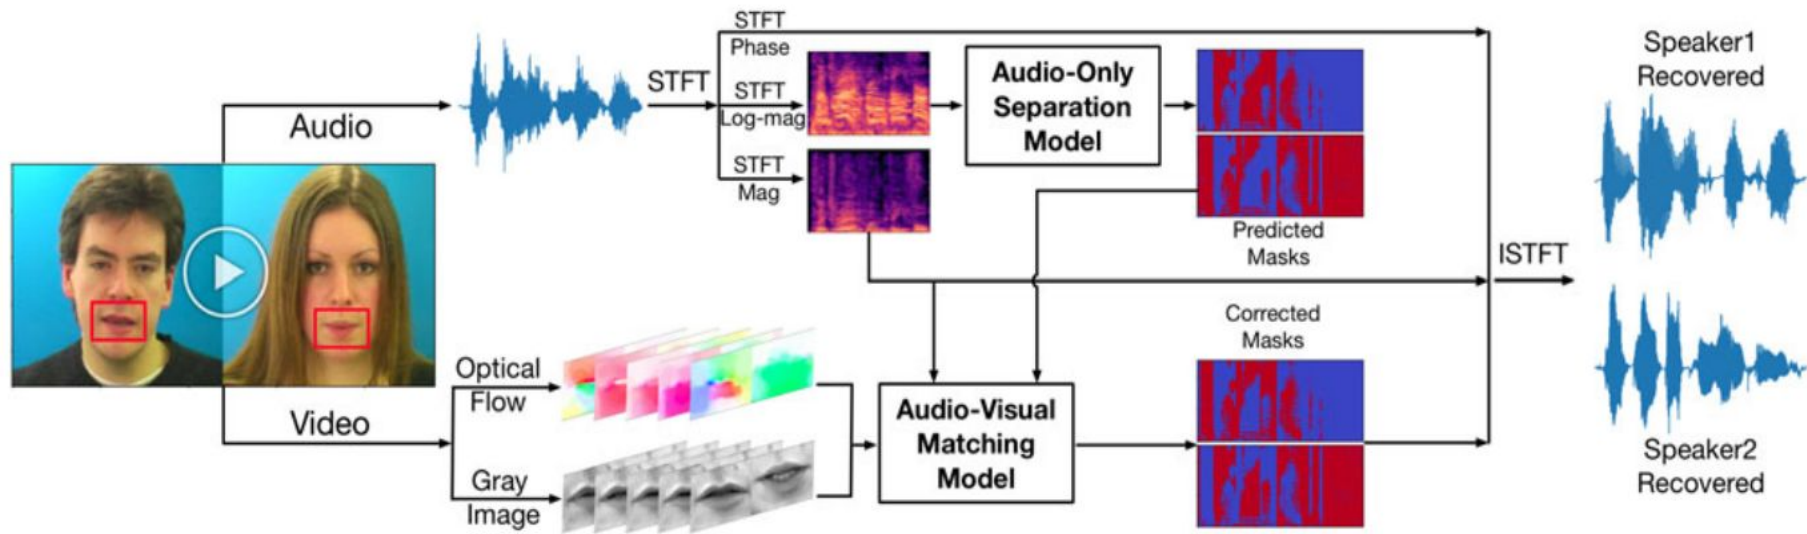 STFT
Phase
STFT
Log-mag
STFT
Mag
STFT
Audio
Audio-Only
Separation
Model
Predicted
Masks
Speaker1
Recovered
ISTFT
Corrected
Masks
Optical
Flow
Video
Gray
Image
Audio-Visual
Matching
Model
Speaker2
Recovered